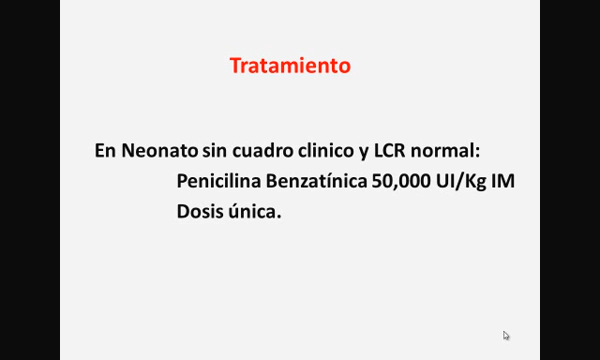 Tratamiento
En Neonato sin cuadro clinico y LCR normal:
Penicilina Benzatínica 50,000 UI/Kg IM
Dosis única.